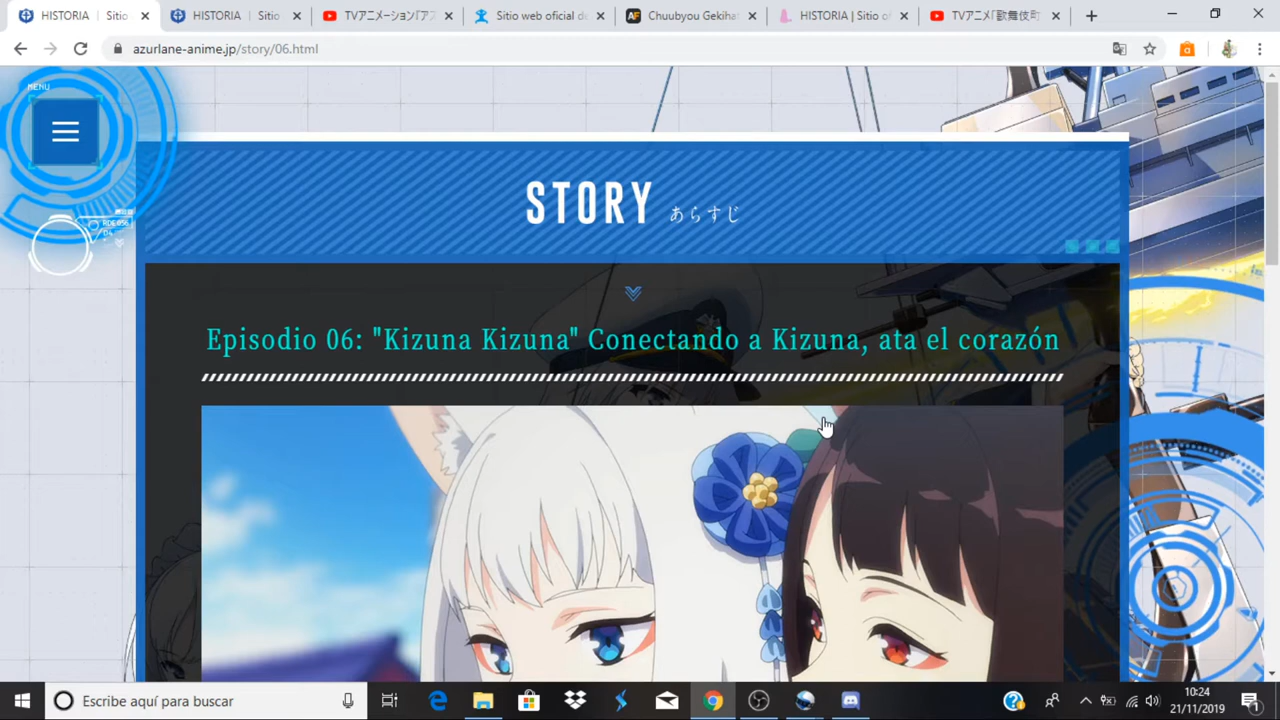 HISTORIA | Sitio
HISTORIA | Sitio
TVアニメーション『アズ
Sitio web oficial d
Chuubyou Gekihat
HISTORIA | Sitio of
TVアニメ『歌舞伎町
azurlane-anime.jp/story/06.html
MENU
STORY あらすじ
Episodio 06: "Kizuna Kizuna" Conectando a Kizuna, ata el corazón
Escribe aquí para buscar
10:24
21/11/2019